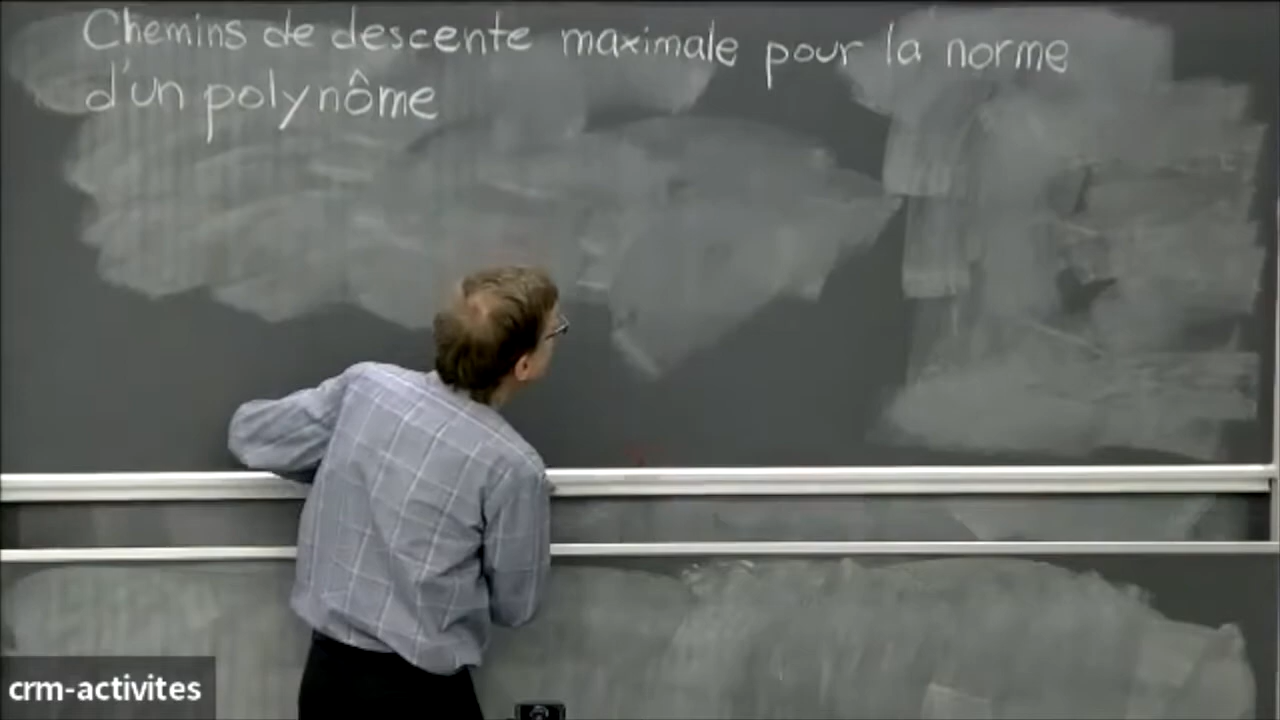 Chemins de descente maximale pour la norme
d'un polynôme
crm-activites